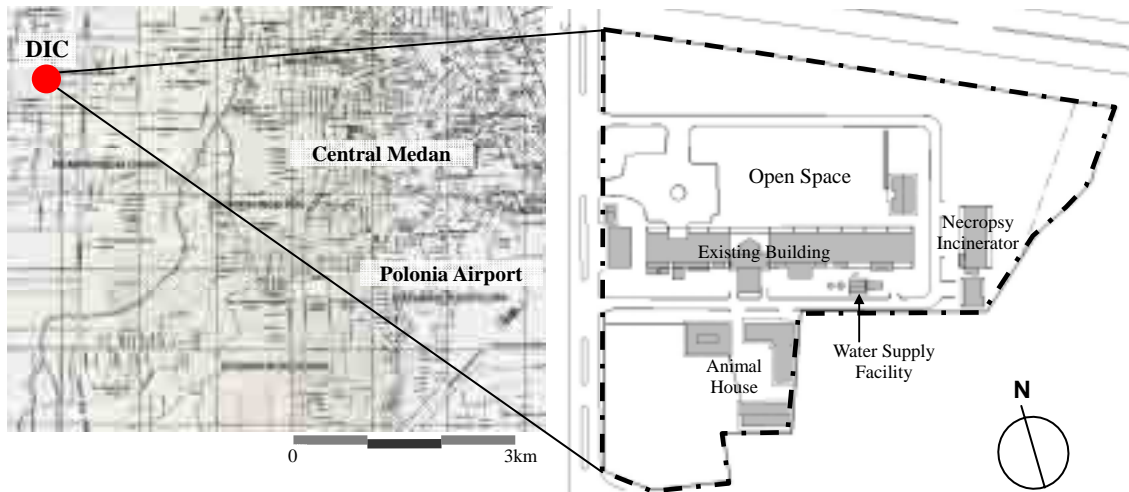 DIC
Central Medan
Polonia Airport
0
3km
Open Space
Necropsy
Incinerator
Existing Building
Water Supply
Facility
Animal
House
N